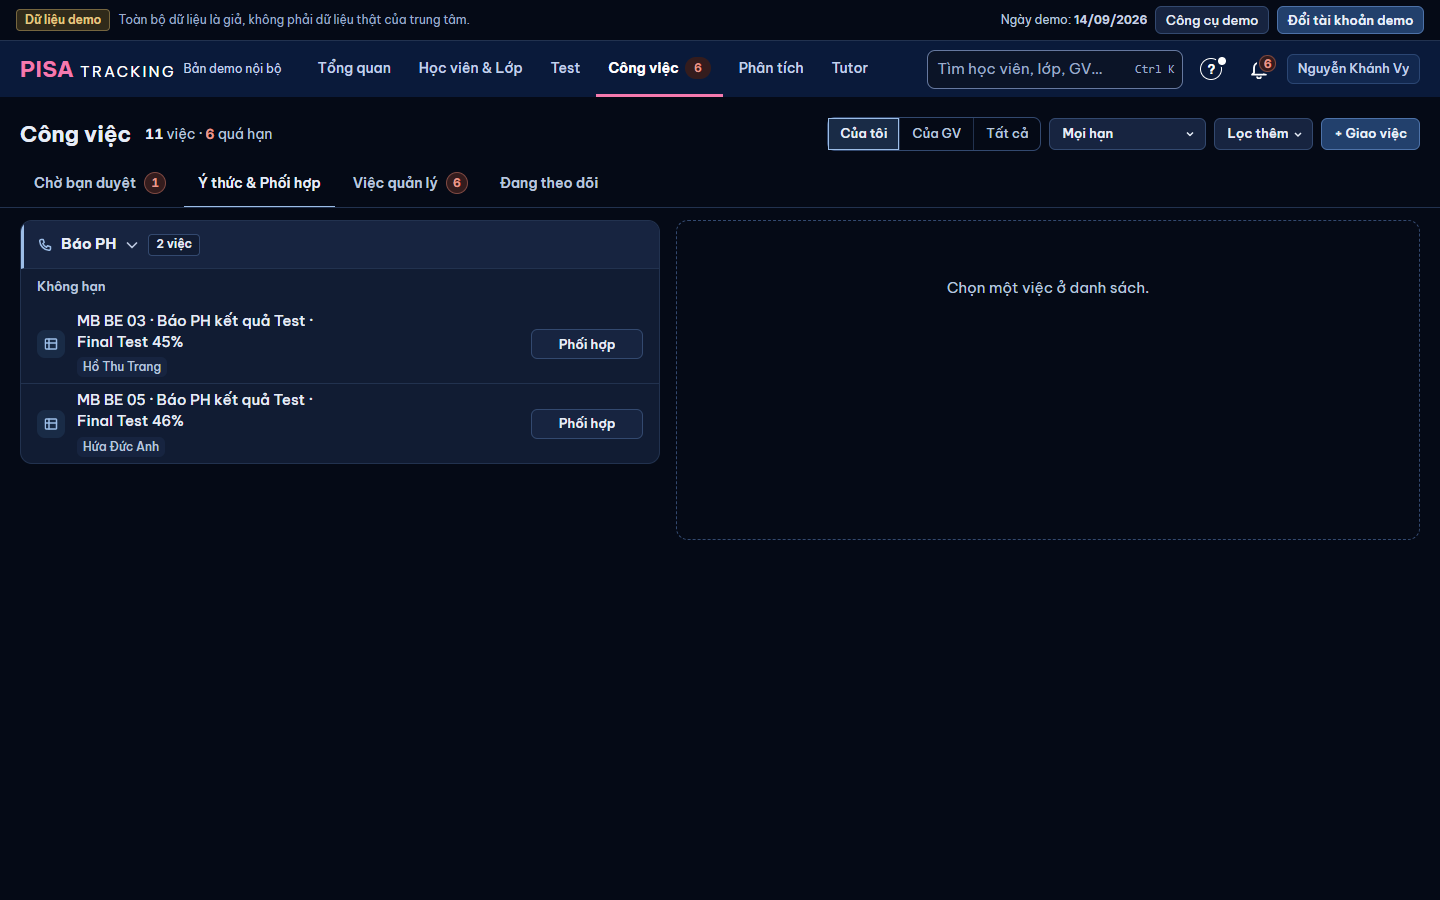 Dữ liệu demo Toàn bộ dữ liệu là giả, không phải dữ liệu thật của trung tâm. Ngày demo: 14/09/2026 Công cụ demo Đổi tài khoản demo
PISA TRACKING Bản demo nội bộ Tổng quan Học viên & Lớp Test Công việc 6 Phân tích Tutor Tìm học viên, lớp, GV... Ctrl K ? 6 Nguyễn Khánh Vy
Công việc 11 việc · 6 quá hạn Của tôi Của GV Tất cả Mọi hạn Lọc thêm + Giao việc
Chờ bạn duyệt 1 Ý thức & Phối hợp Việc quản lý 6 Đang theo dõi
Báo PH 2 việc
Không hạn
MB BE 03 · Báo PH kết quả Test ·
Final Test 45%
Hồ Thu Trang
Phối hợp
MB BE 05 · Báo PH kết quả Test ·
Final Test 46%
Hứa Đức Anh
Phối hợp
Chọn một việc ở danh sách.